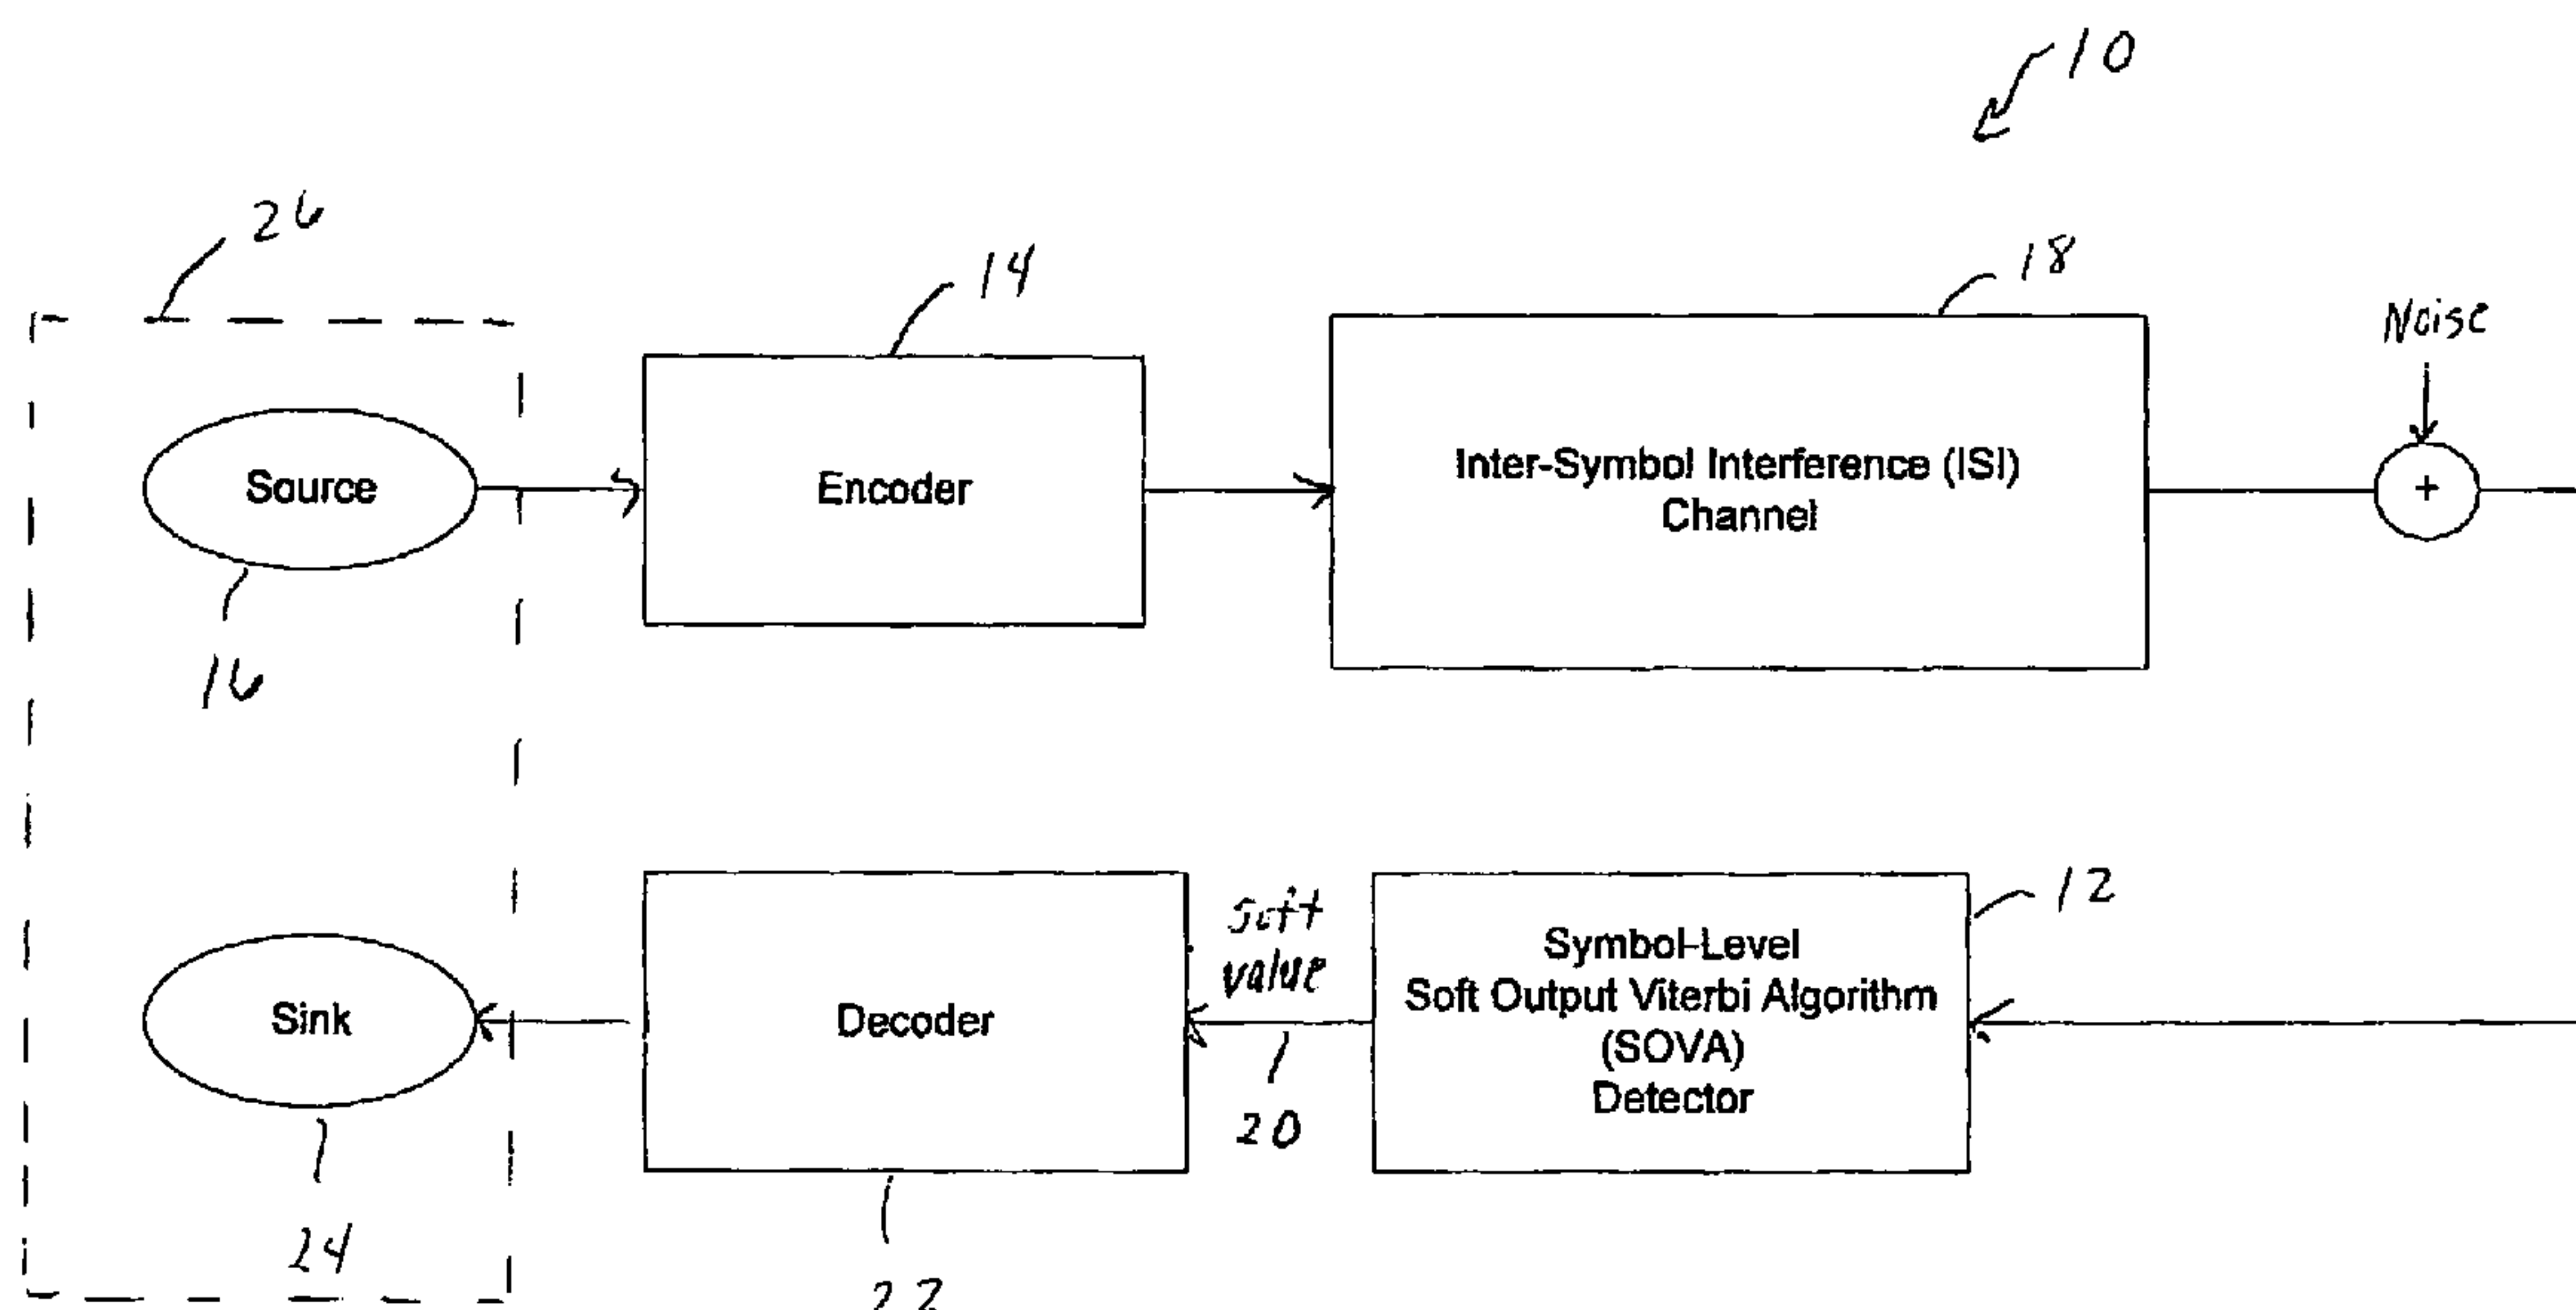 10
26
14
18
Noise
Source
Encoder
Inter-Symbol Interference (ISI)
Channel
+
16
12
soft
value
Symbol-Level
Soft Output Viterbi Algorithm
(SOVA)
Detector
Sink
Decoder
20
24
22